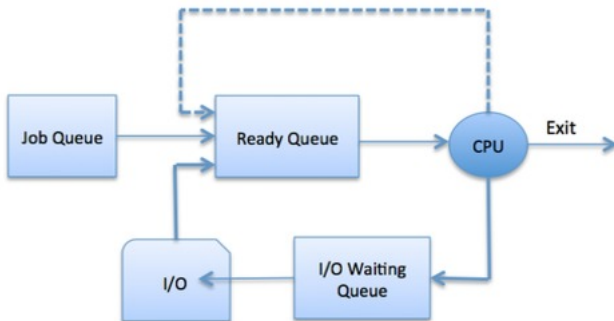 Job Queue
Ready Queue
CPU
Exit
I/O
I/O Waiting
Queue